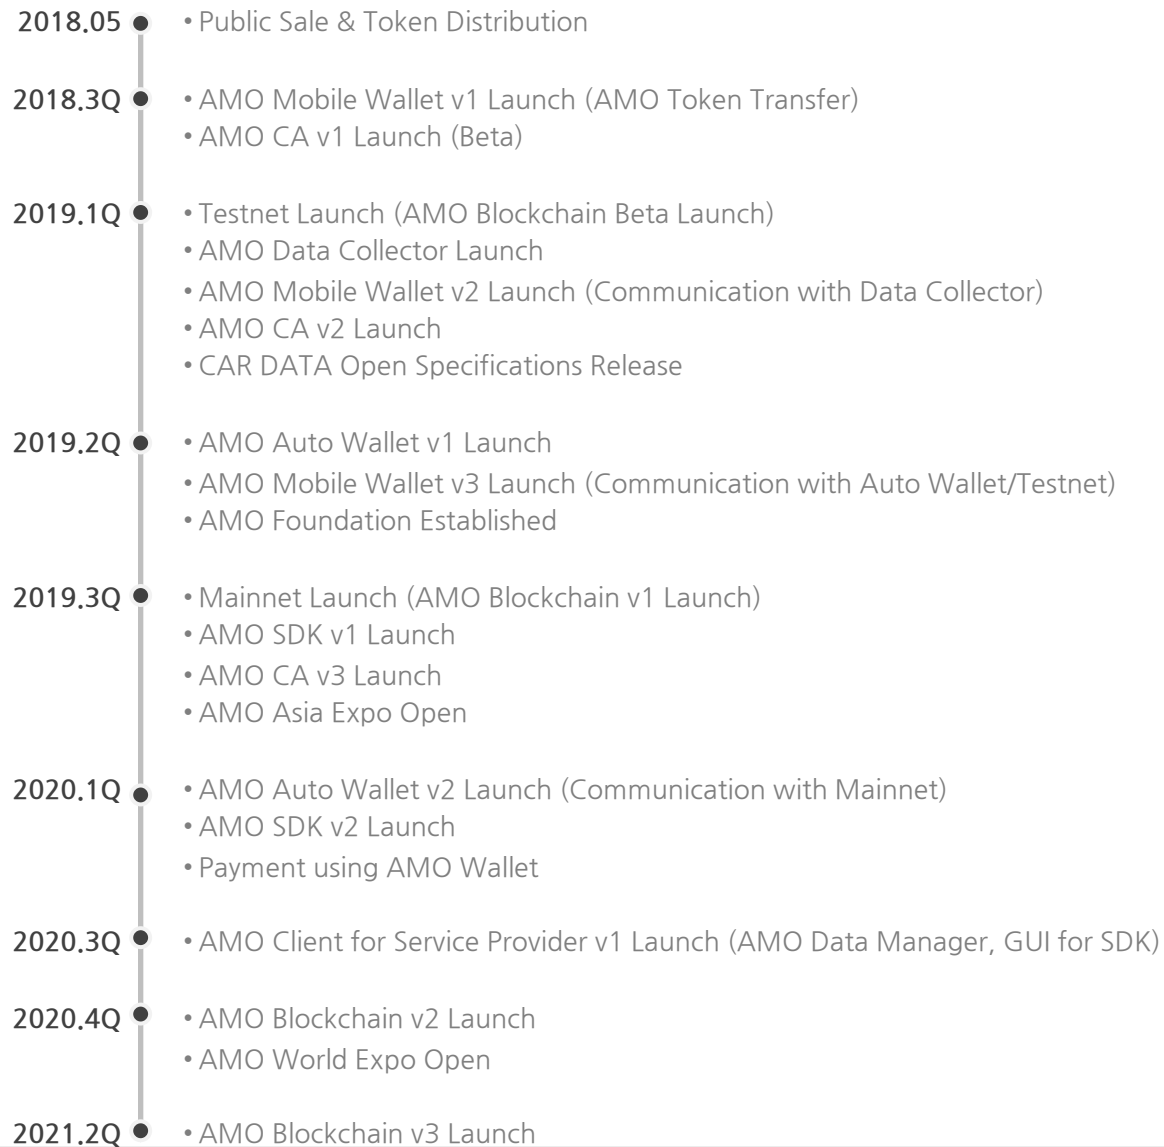 2018.05 • Public Sale & Token Distribution
2018.3Q • AMO Mobile Wallet v1 Launch (AMO Token Transfer)
• AMO CA v1 Launch (Beta)
2019.1Q • Testnet Launch (AMO Blockchain Beta Launch)
• AMO Data Collector Launch
• AMO Mobile Wallet v2 Launch (Communication with Data Collector)
• AMO CA v2 Launch
• CAR DATA Open Specifications Release
2019.2Q • AMO Auto Wallet v1 Launch
• AMO Mobile Wallet v3 Launch (Communication with Auto Wallet/Testnet)
• AMO Foundation Established
2019.3Q • Mainnet Launch (AMO Blockchain v1 Launch)
• AMO SDK v1 Launch
• AMO CA v3 Launch
• AMO Asia Expo Open
2020.1Q • AMO Auto Wallet v2 Launch (Communication with Mainnet)
• AMO SDK v2 Launch
• Payment using AMO Wallet
2020.3Q • AMO Client for Service Provider v1 Launch (AMO Data Manager, GUI for SDK)
2020.4Q • AMO Blockchain v2 Launch
• AMO World Expo Open
2021.2Q • AMO Blockchain v3 Launch